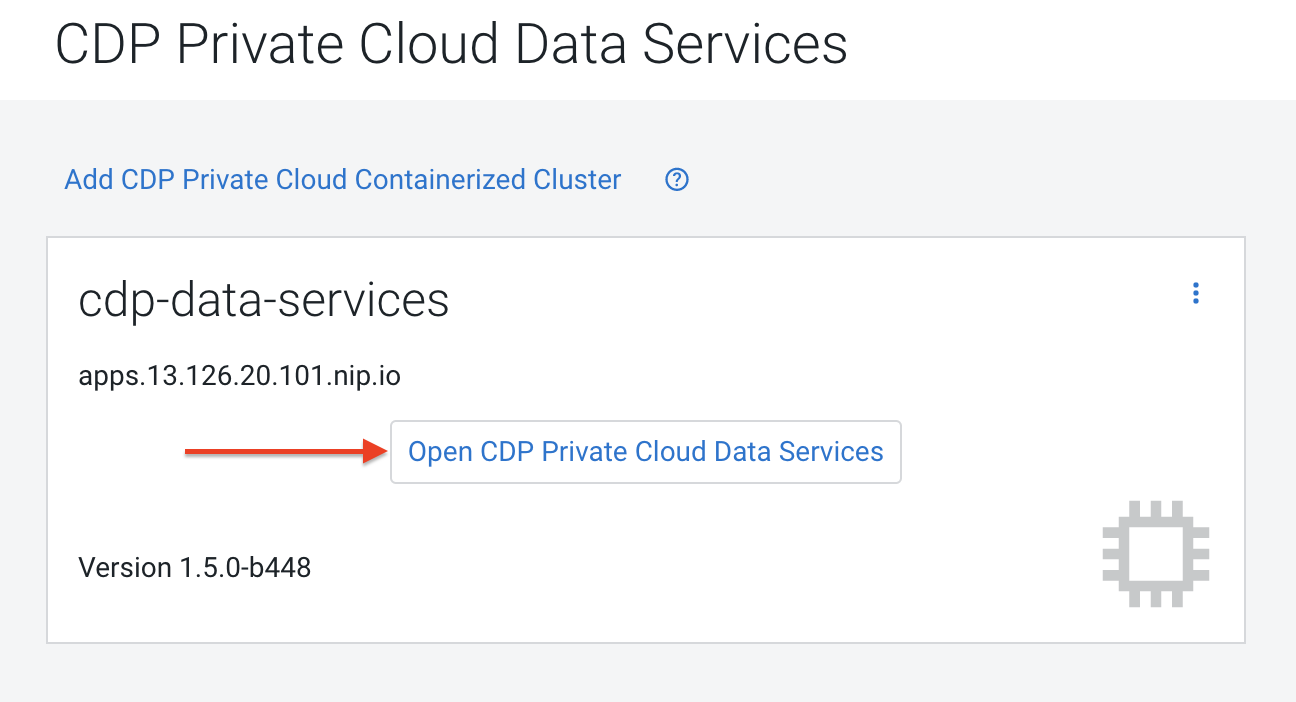 CDP Private Cloud Data Services
Add CDP Private Cloud Containerized Cluster ?
cdp-data-services
apps.13.126.20.101.nip.io
Open CDP Private Cloud Data Services
Version 1.5.0-b448